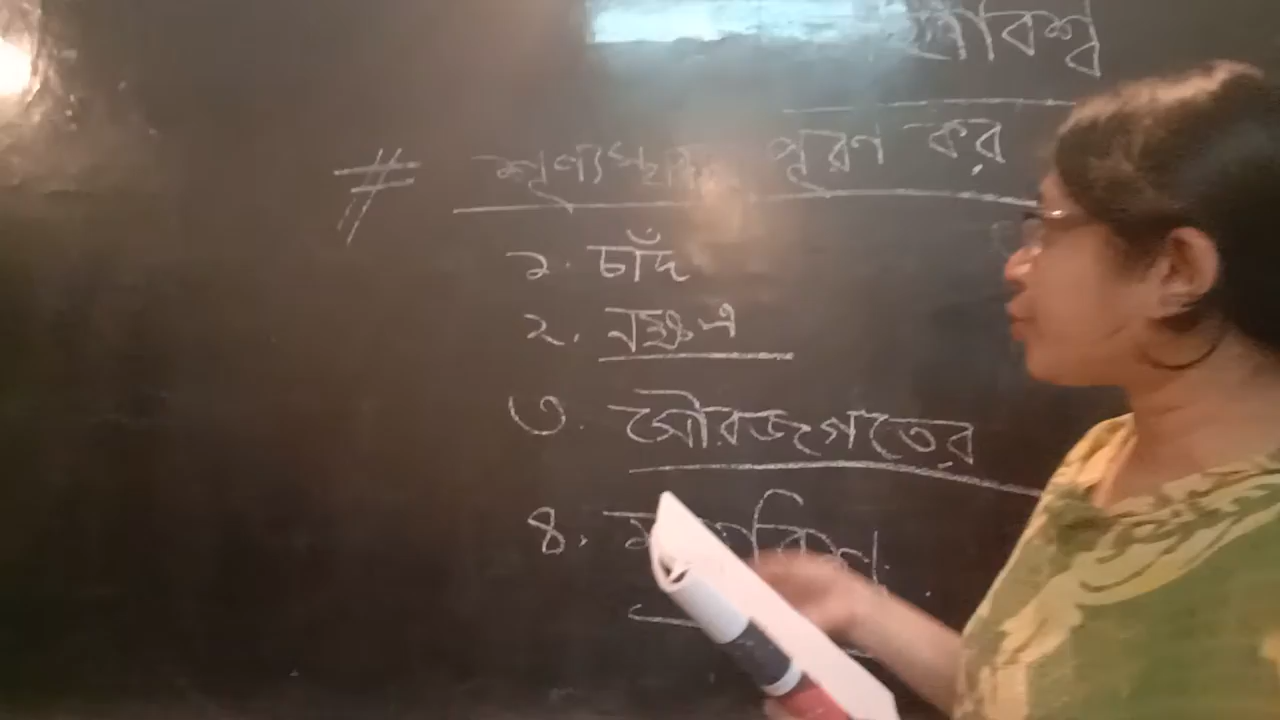 # শূণ্যস্থান পূরণ কর
১. চাঁদ
২. নক্ষত্র
৩. সৌরজগতের
৪.